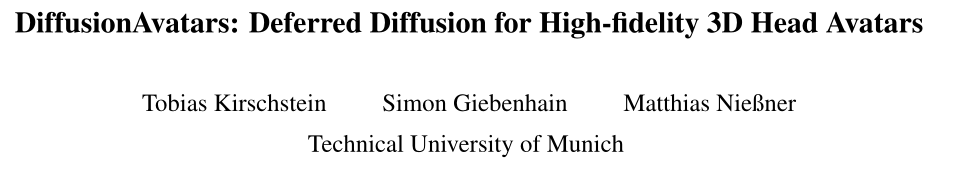 DiffusionAvatars: Deferred Diffusion for High-fidelity 3D Head Avatars
Tobias Kirschstein Simon Giebenhain Matthias Nießner
Technical University of Munich